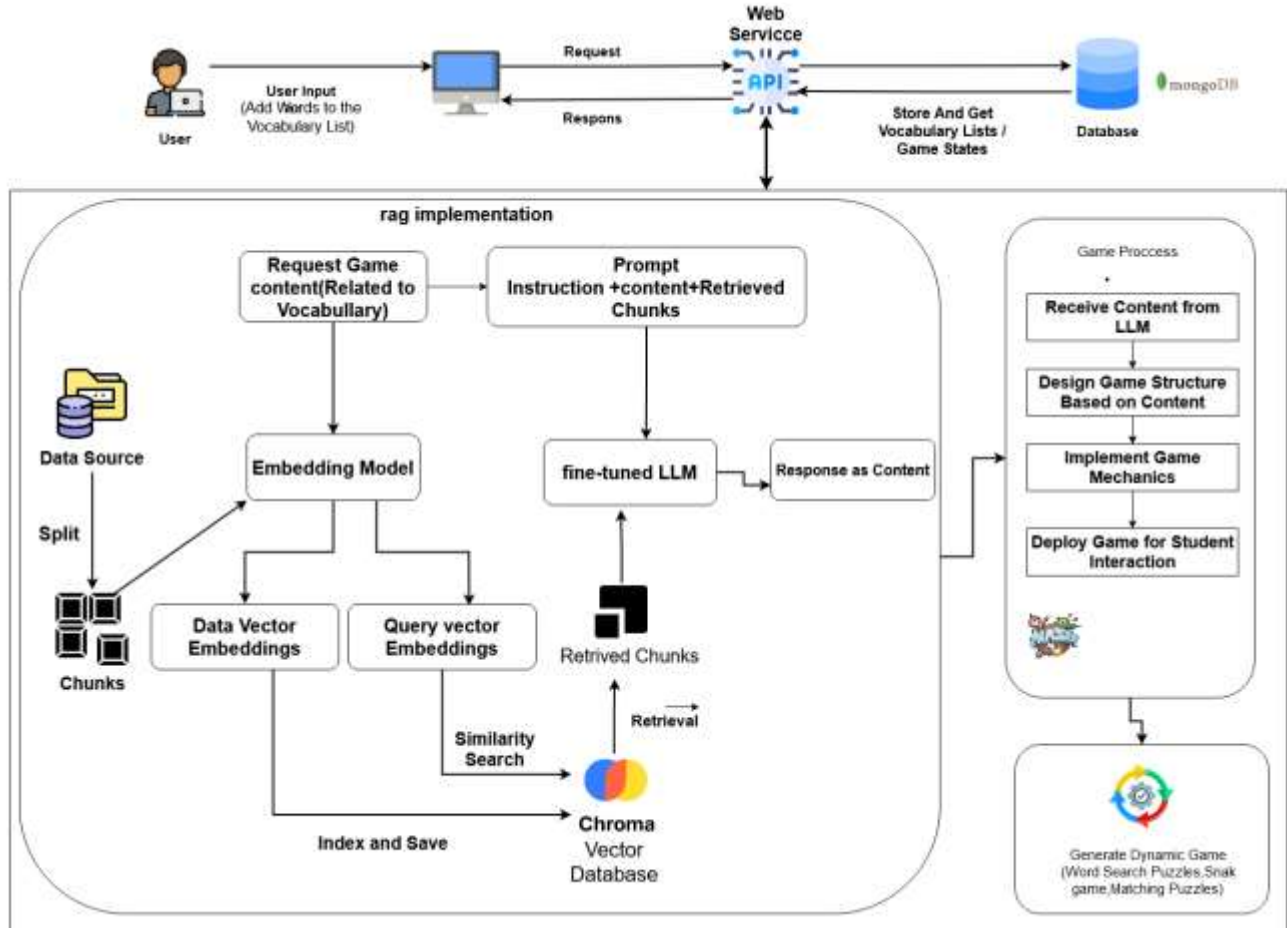 Web
Servicce
API
Request
Respons
User Input
(Add Words to the
Vocabulary List)
User
Store And Get
Vocabulary Lists /
Game States
Database
mongoDB
rag implementation
Request Game
content(Related to
Vocabullary)
Prompt
Instruction +content+Retrieved
Chunks
Data Source
Split
Chunks
Embedding Model
fine-tuned LLM
Response as Content
Data Vector
Embeddings
Query vector
Embeddings
Retrived Chunks
Retrieval
Similarity
Search
Index and Save
Chroma
Vector
Database
Game Proccess
Receive Content from
LLM
Design Game Structure
Based on Content
Implement Game
Mechanics
Deploy Game for Student
Interaction
Generate Dynamic Game
(Word Search Puzzles,Snak
game,Matching Puzzles)